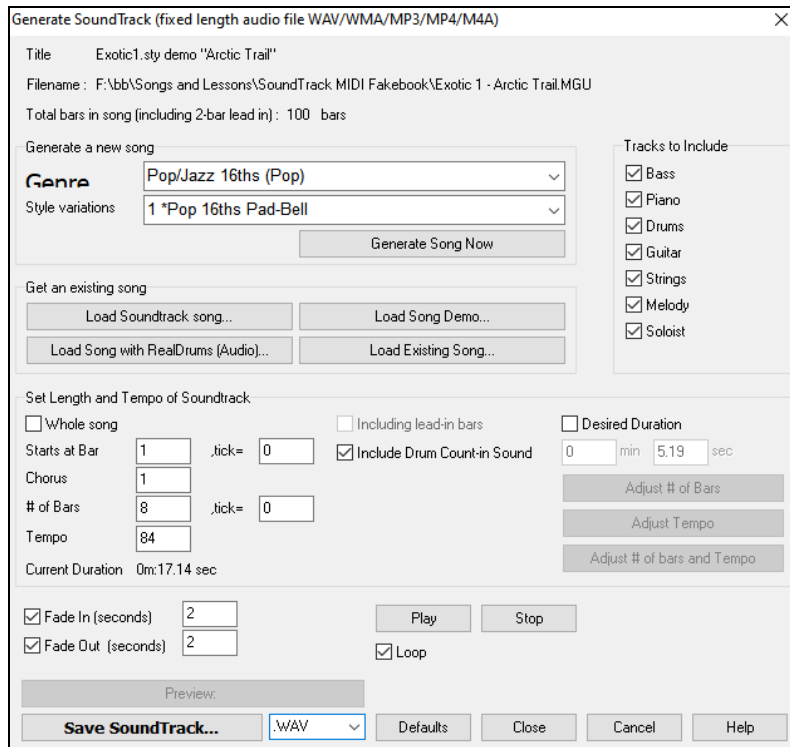 Generate SoundTrack (fixed length audio file WAV/WMA/MP3/MP4/M4A)
Title Exotic1.sty demo "Arctic Trail"
Filename : F:\bb\Songs and Lessons\SoundTrack MIDI Fakebook\Exotic 1 - Arctic Trail.MGU
Total bars in song (including 2-bar lead in) : 100 bars
Generate a new song
Genre Pop/Jazz 16ths (Pop)
Style variations 1 *Pop 16ths Pad-Bell
Generate Song Now
Tracks to Include
Bass
Piano
Drums
Guitar
Strings
Melody
Soloist
Get an existing song
Load Soundtrack song... Load Song Demo...
Load Song with RealDrums (Audio)... Load Existing Song...
Set Length and Tempo of Soundtrack
Whole song Including lead-in bars Desired Duration
Starts at Bar 1 ,tick= 0 Include Drum Count-in Sound 0 min 5.19 sec
Chorus 1 Adjust # of Bars
# of Bars 8 ,tick= 0 Adjust Tempo
Tempo 84 Adjust # of bars and Tempo
Current Duration 0m:17.14 sec
Fade In (seconds) 2 Play Stop
Fade Out (seconds) 2 Loop
Preview:
Save SoundTrack... .WAV Defaults Close Cancel Help